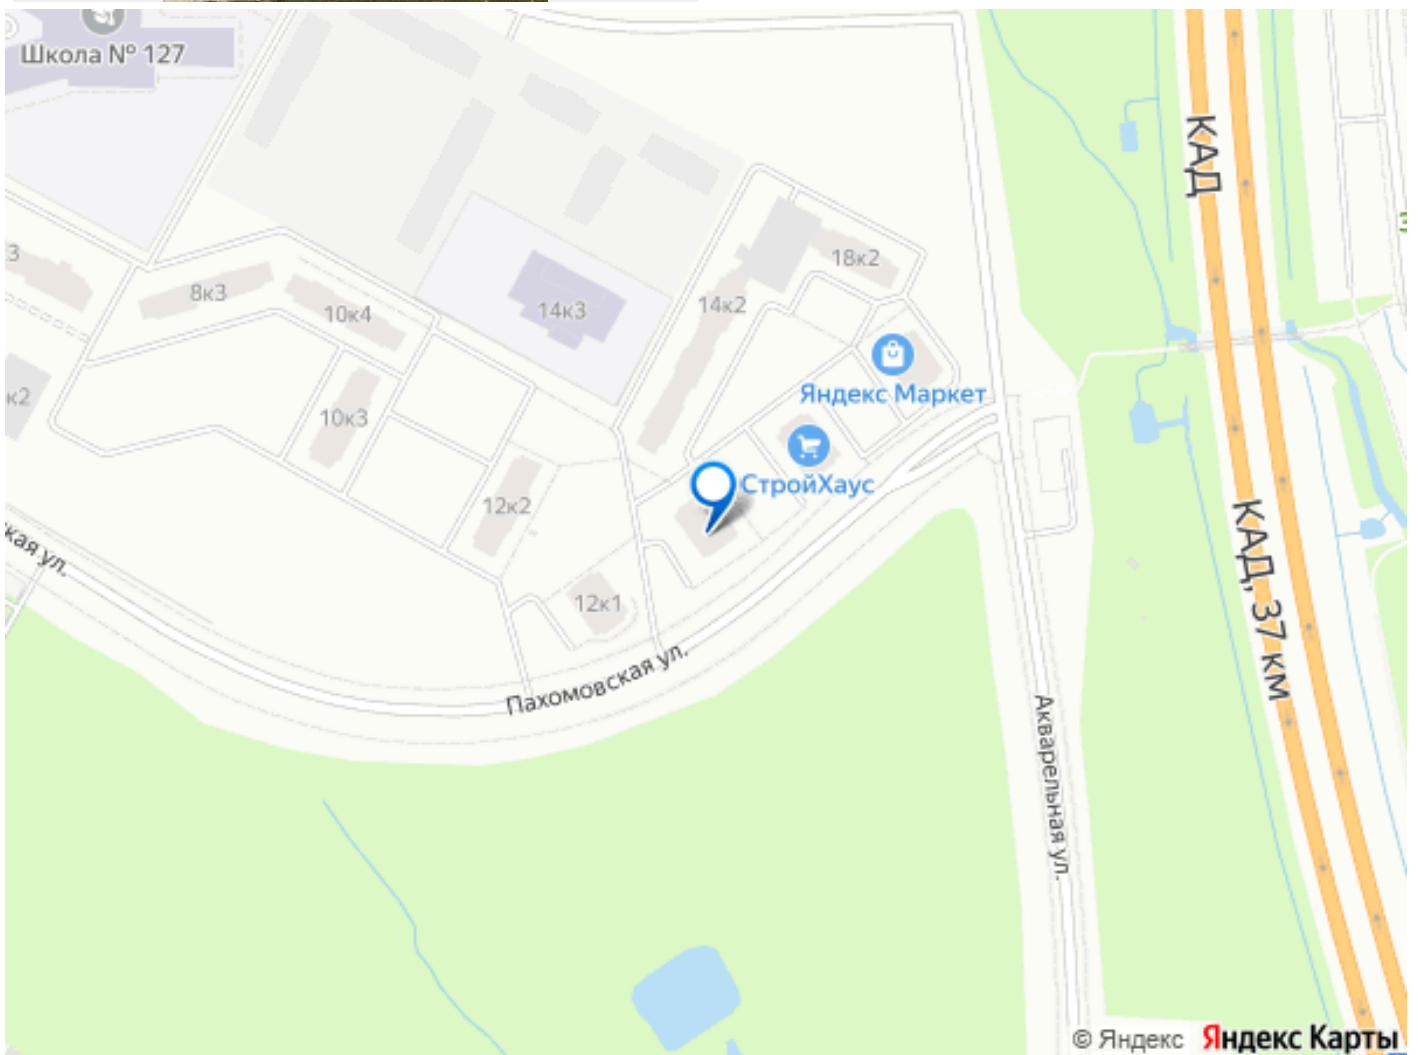 Школа № 127
КАД
3
8к3
10к4
14к3
14к2
18к2
Яндекс Маркет
к2
10к3
СтройХаус
12к2
12к1
кая ул.
Пахомовская ул.
КАД, 37 км
Акварельная ул.
© Яндекс Яндекс Карты